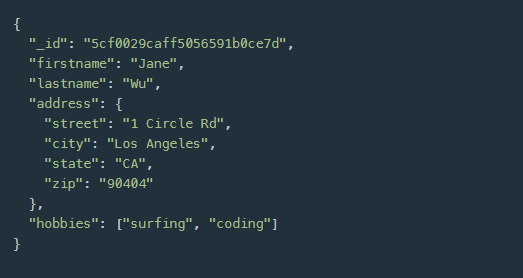 {
  "_id": "5cf0029caff5056591b0ce7d",
  "firstname": "Jane",
  "lastname": "Wu",
  "address": {
    "street": "1 Circle Rd",
    "city": "Los Angeles",
    "state": "CA",
    "zip": "90404"
  },
  "hobbies": ["surfing", "coding"]
}